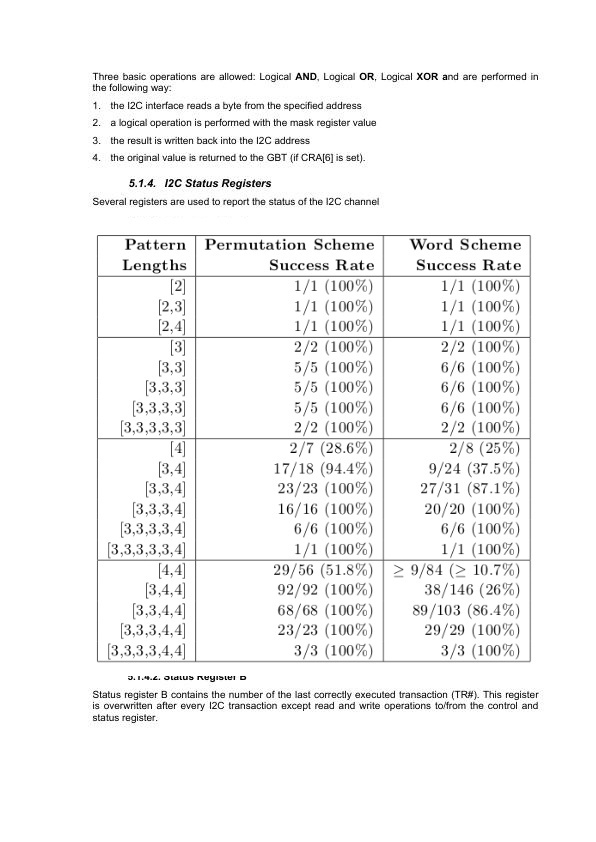 Three basic operations are allowed: Logical AND, Logical OR, Logical XOR and are performed in
the following way:
1. the I2C interface reads a byte from the specified address
2. a logical operation is performed with the mask register value
3. the result is written back into the I2C address
4. the original value is returned to the GBT (if CRA[6] is set).
5.1.4. I2C Status Registers
Several registers are used to report the status of the I2C channel
Pattern Permutation Scheme Word Scheme
Lengths Success Rate Success Rate
[2] 1/1 (100%) 1/1 (100%)
[2,3] 1/1 (100%) 1/1 (100%)
[2,4] 1/1 (100%) 1/1 (100%)
[3] 2/2 (100%) 2/2 (100%)
[3,3] 5/5 (100%) 6/6 (100%)
[3,3,3] 5/5 (100%) 6/6 (100%)
[3,3,3,3] 5/5 (100%) 6/6 (100%)
[3,3,3,3,3] 2/2 (100%) 2/2 (100%)
[4] 2/7 (28.6%) 2/8 (25%)
[3,4] 17/18 (94.4%) 9/24 (37.5%)
[3,3,4] 23/23 (100%) 27/31 (87.1%)
[3,3,3,4] 16/16 (100%) 20/20 (100%)
[3,3,3,3,4] 6/6 (100%) 6/6 (100%)
[3,3,3,3,3,4] 1/1 (100%) 1/1 (100%)
[4,4] 29/56 (51.8%) ≥ 9/84 (≥ 10.7%)
[3,4,4] 92/92 (100%) 38/146 (26%)
[3,3,4,4] 68/68 (100%) 89/103 (86.4%)
[3,3,3,4,4] 23/23 (100%) 29/29 (100%)
[3,3,3,3,4,4] 3/3 (100%) 3/3 (100%)
5.1.4.2. Status Register B
Status register B contains the number of the last correctly executed transaction (TR#). This register
is overwritten after every I2C transaction except read and write operations to/from the control and
status register.